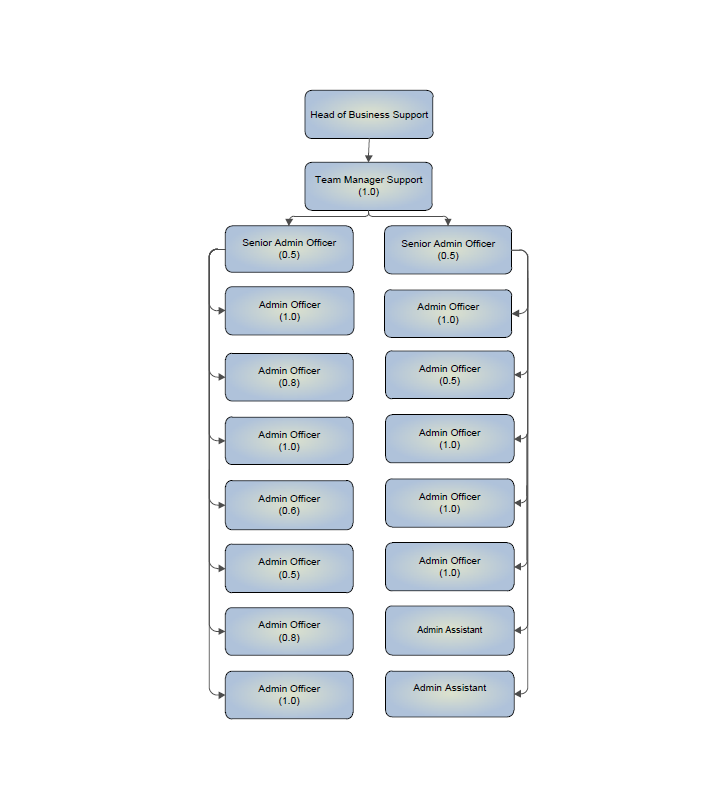 Head of Business Support
Team Manager Support
(1.0)
Senior Admin Officer
(0.5)
Senior Admin Officer
(0.5)
Admin Officer
(1.0)
Admin Officer
(1.0)
Admin Officer
(0.8)
Admin Officer
(0.5)
Admin Officer
(1.0)
Admin Officer
(1.0)
Admin Officer
(0.6)
Admin Officer
(1.0)
Admin Officer
(0.5)
Admin Officer
(1.0)
Admin Officer
(0.8)
Admin Assistant
Admin Officer
(1.0)
Admin Assistant